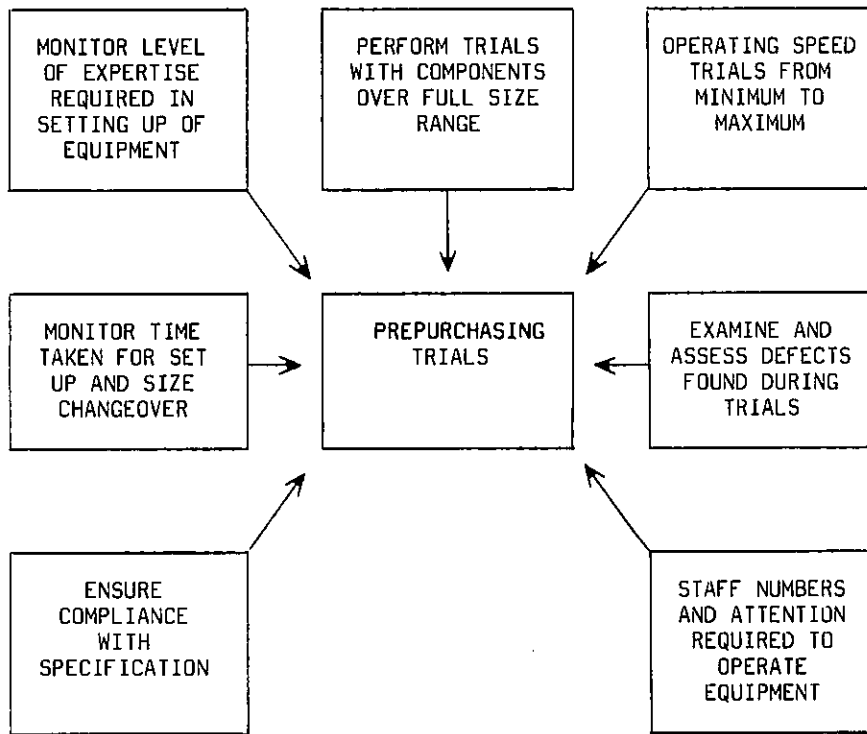 MONITOR LEVEL
OF EXPERTISE
REQUIRED IN
SETTING UP OF
EQUIPMENT
PERFORM TRIALS
WITH COMPONENTS
OVER FULL SIZE
RANGE
OPERATING SPEED
TRIALS FROM
MINIMUM TO
MAXIMUM
MONITOR TIME
TAKEN FOR SET
UP AND SIZE
CHANGEOVER
PREPURCHASING
TRIALS
EXAMINE AND
ASSESS DEFECTS
FOUND DURING
TRIALS
ENSURE
COMPLIANCE
WITH
SPECIFICATION
STAFF NUMBERS
AND ATTENTION
REQUIRED TO
OPERATE
EQUIPMENT